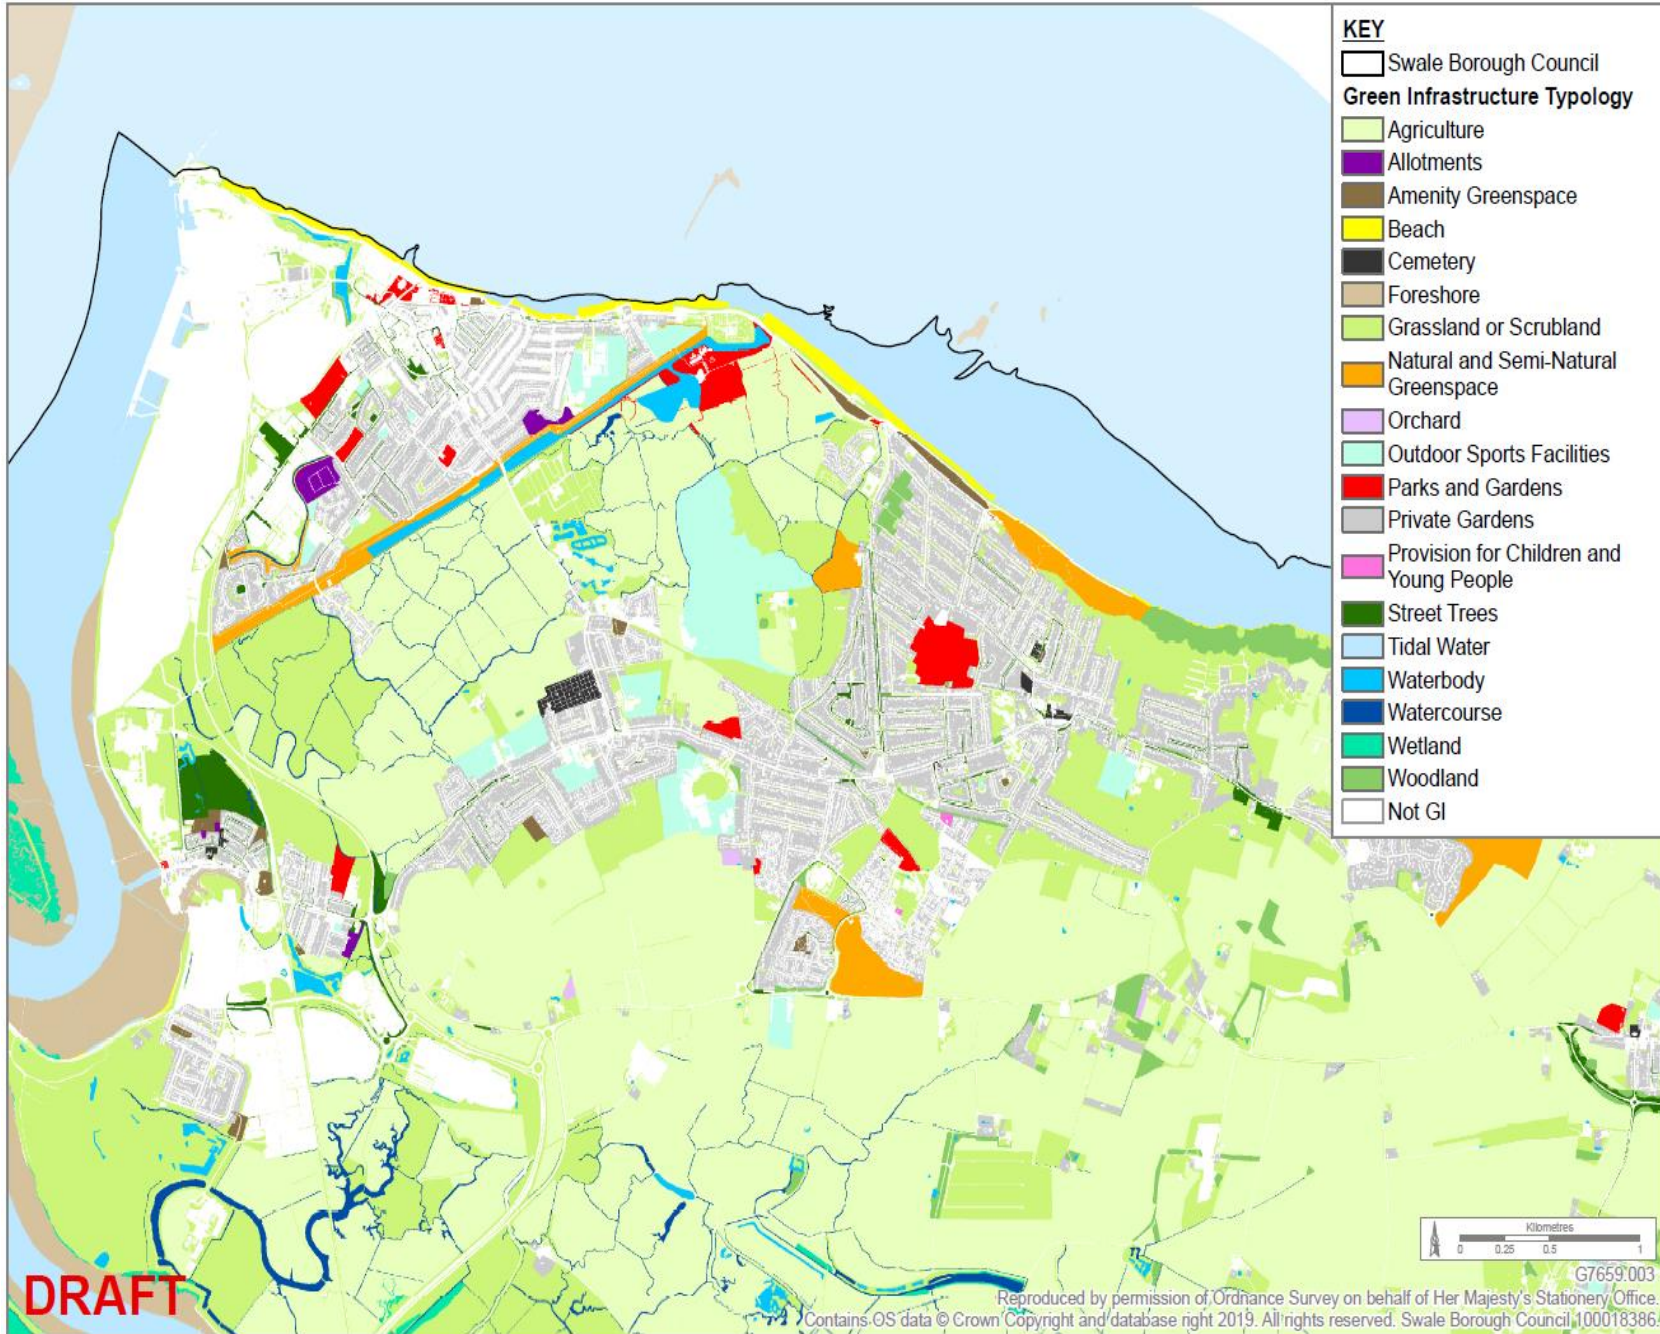 KEY
Swale Borough Council
Green Infrastructure Typology
Agriculture
Allotments
Amenity Greenspace
Beach
Cemetery
Foreshore
Grassland or Scrubland
Natural and Semi-Natural
Greenspace
Orchard
Outdoor Sports Facilities
Parks and Gardens
Private Gardens
Provision for Children and
Young People
Street Trees
Tidal Water
Waterbody
Watercourse
Wetland
Woodland
Not GI
Kilometres
0 0.25 0.5 1
G7659.003
DRAFT
Reproduced by permission of Ordnance Survey on behalf of Her Majesty's Stationery Office.
Contains OS data © Crown Copyright and database right 2019. All rights reserved. Swale Borough Council 100018386.